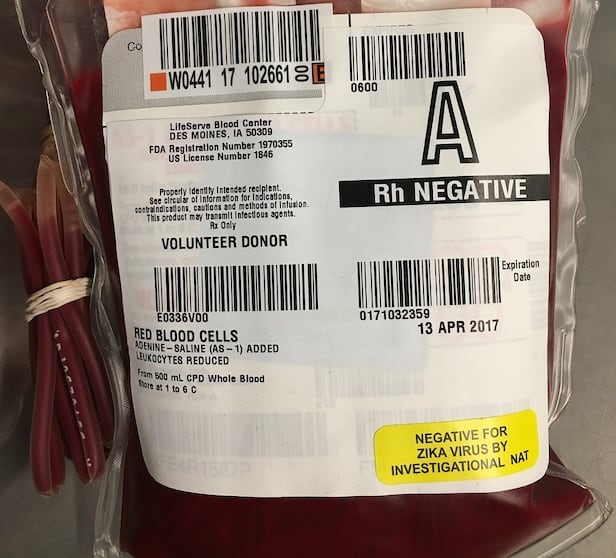 Co
W0441 17 102661 00 E
0600
A
LifeServe Blood Center
DES MOINES, IA 50309
FDA Registration Number 1970355
US License Number 1846
Rh NEGATIVE
Properly identify intended recipient.
See circular of information for indications,
contraindications, cautions and methods of infusion.
This product may transmit infectious agents.
Rx Only
VOLUNTEER DONOR
Expiration
Date
E0336V00
0171032359
13 APR 2017
RED BLOOD CELLS
ADENINE-SALINE (AS-1) ADDED
LEUKOCYTES REDUCED
From 500 mL CPD Whole Blood
Store at 1 to 6 C
NEGATIVE FOR
ZIKA VIRUS BY
INVESTIGATIONAL NAT